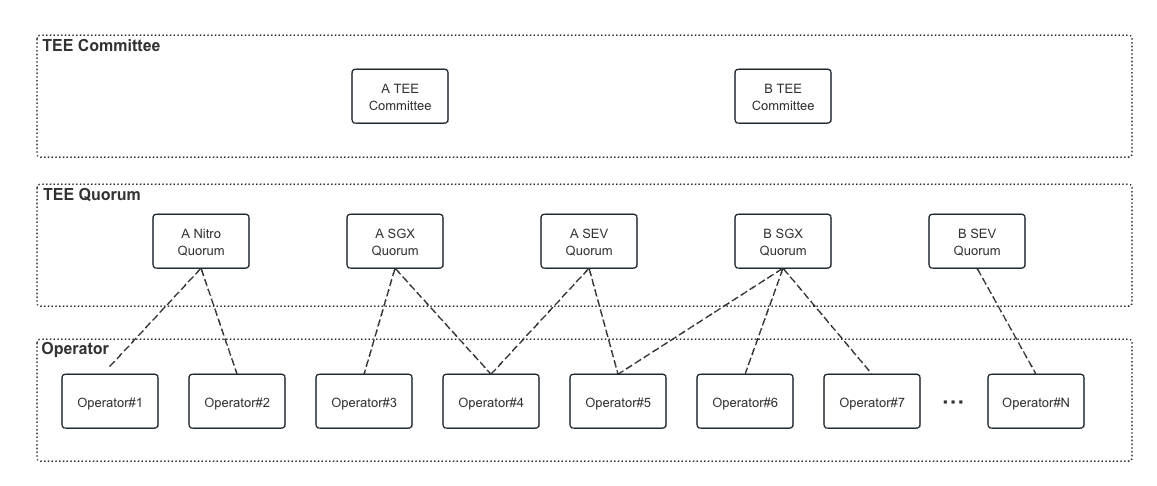 TEE Committee
A TEE
Committee
B TEE
Committee
TEE Quorum
A Nitro
Quorum
A SGX
Quorum
A SEV
Quorum
B SGX
Quorum
B SEV
Quorum
Operator
Operator#1
Operator#2
Operator#3
Operator#4
Operator#5
Operator#6
Operator#7
...
Operator#N